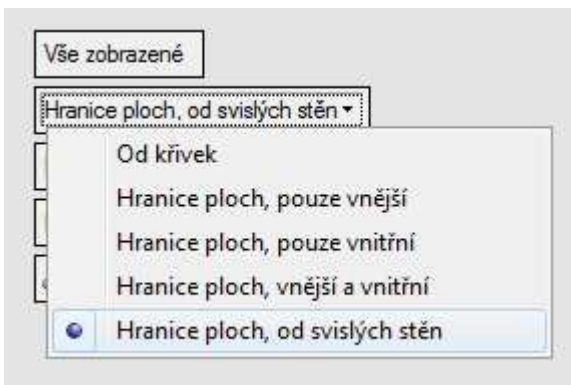 Vše zobrazené
Hranice ploch, od svislých stěn
Od křivek
Hranice ploch, pouze vnější
Hranice ploch, pouze vnitřní
Hranice ploch, vnější a vnitřní
Hranice ploch, od svislých stěn